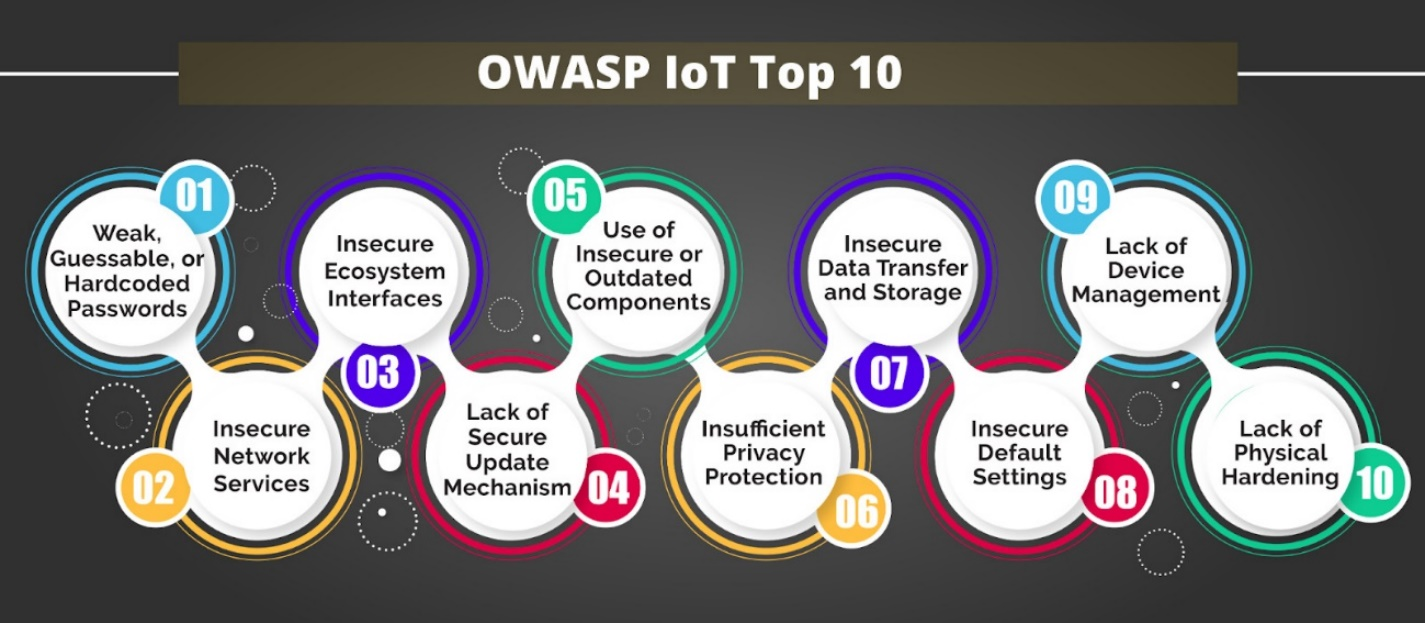 OWASP IoT Top 10
01
Weak,
Guessable, or
Hardcoded
Passwords
02
Insecure
Network
Services
03
Insecure
Ecosystem
Interfaces
04
Lack of
Secure
Update
Mechanism
05
Use of
Insecure or
Outdated
Components
06
Insufficient
Privacy
Protection
07
Insecure
Data Transfer
and Storage
08
Insecure
Default
Settings
09
Lack of
Device
Management
10
Lack of
Physical
Hardening